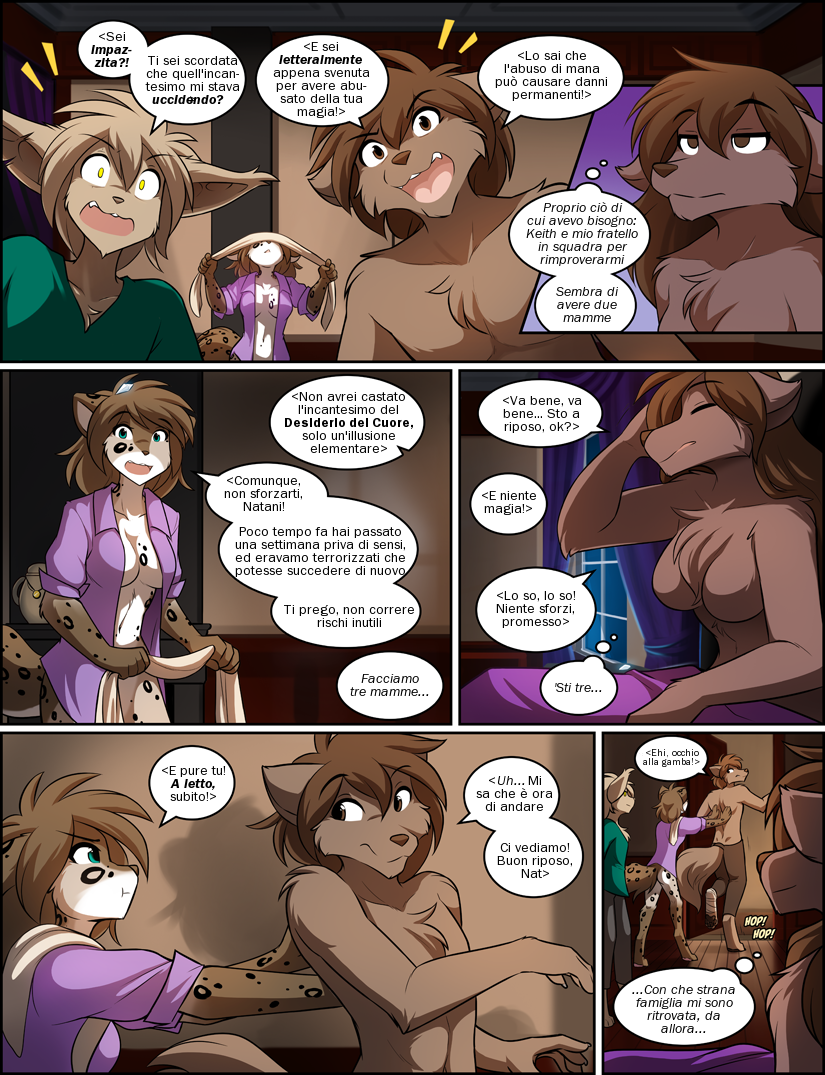 <Sei
impaz-
zita?!
Ti sei scordata
che quell'incan-
tesimo mi stava
uccidendo?
<E sei
letteralmente
appena svenuta
per avere abu-
sato della tua
magia!>
<Lo sai che
l'abuso di mana
può causare danni
permanenti!>
Proprio ciò di
cui avevo bisogno:
Keith e mio fratello
in squadra per
rimproverarmi
Sembra di
avere due
mamme
<Non avrei castato
l'incantesimo del
Desiderio del Cuore,
solo un'illusione
elementare>
<Comunque,
non sforzarti,
Natani!
Poco tempo fa hai passato
una settimana priva di sensi,
ed eravamo terrorizzati che
potesse succedere di nuovo
Ti prego, non correre
rischi inutili
Facciamo
tre mamme...
<Va bene, va
bene... Sto a
riposo, ok?>
<E niente
magia!>
<Lo so, lo so!
Niente sforzi,
promesso>
'Sti tre...
<E pure tu!
A letto,
subito!>
<Uh... Mi
sa che è ora
di andare
Ci vediamo!
Buon riposo,
Nat>
<Ehi, occhio
alla gamba!>
HOP!
HOP!
...Con che strana
famiglia mi sono
ritrovata, da
allora...